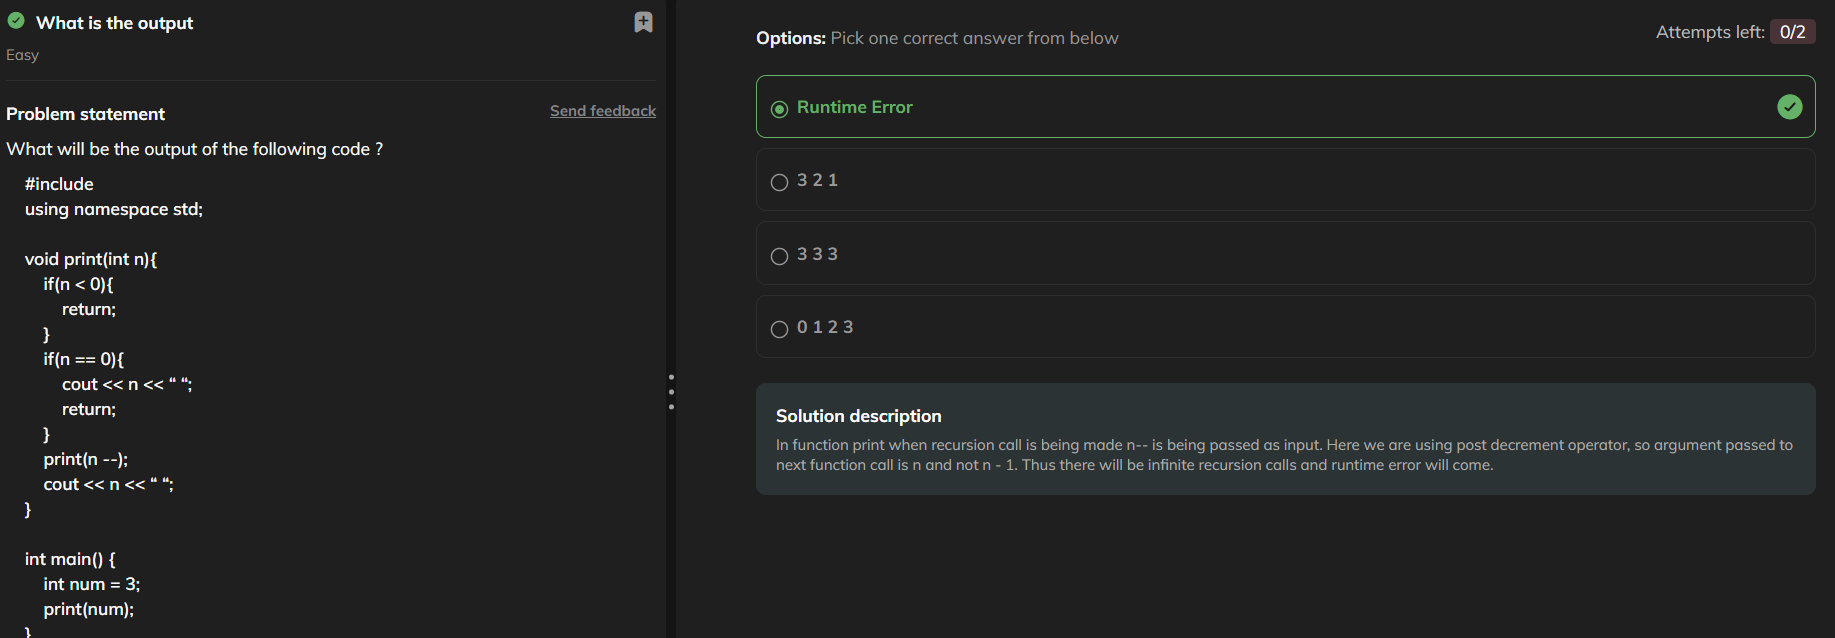 What is the output
Easy
Problem statement
Send feedback
What will be the output of the following code ?
#include
using namespace std;
void print(int n){
if(n < 0){
return;
}
if(n == 0){
cout << n << “ “;
return;
}
print(n --);
cout << n << “ “;
}
int main() {
int num = 3;
print(num);
}
Options: Pick one correct answer from below
Attempts left: 0/2
Runtime Error
3 2 1
3 3 3
0 1 2 3
Solution description
In function print when recursion call is being made n-- is being passed as input. Here we are using post decrement operator, so argument passed to
next function call is n and not n - 1. Thus there will be infinite recursion calls and runtime error will come.